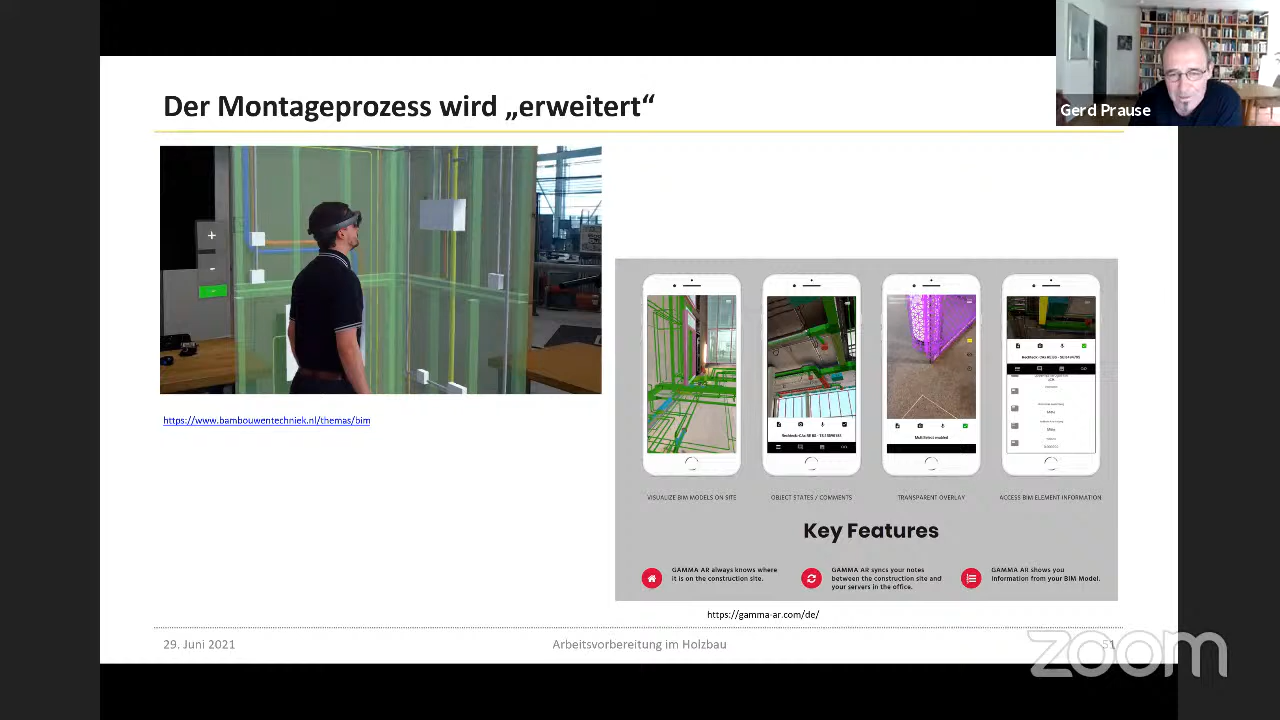 Der Montageprozess wird „erweitert“
Gerd Prause
+
-
https://www.bambouwentechniek.nl/themas/bim
MultiSelect enabled
VISUALIZE BIM MODELS ON SITE
OBJECT STATES / COMMENTS
TRANSPARENT OVERLAY
ACCESS BIM ELEMENT INFORMATION
Key Features
GAMMA AR always knows where
it is on the construction site.
GAMMA AR syncs your notes
between the construction site and
your servers in the office.
GAMMA AR shows you
information from your BIM Model.
https://gamma-ar.com/de/
29. Juni 2021
Arbeitsvorbereitung im Holzbau
51
zoom